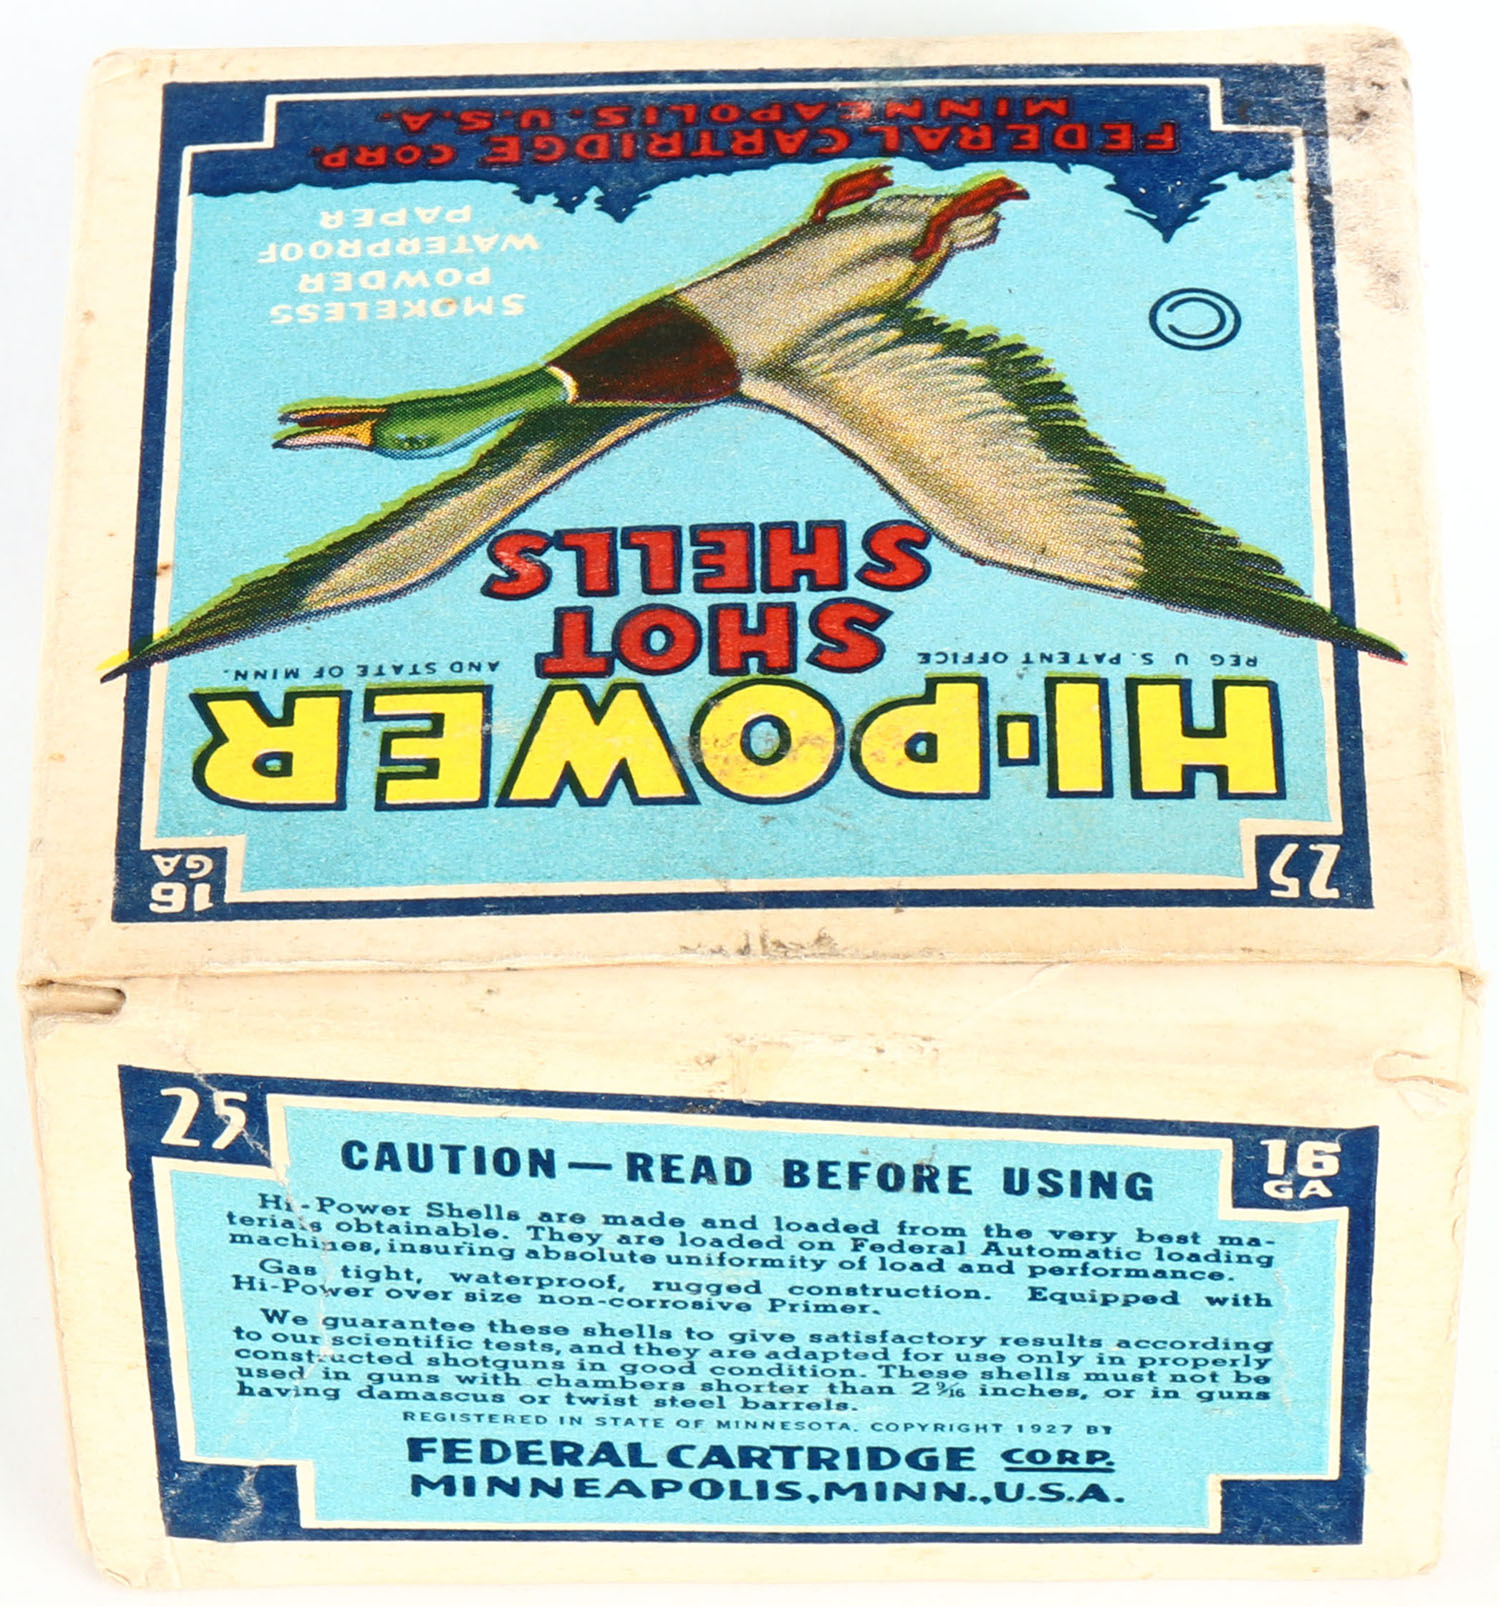 16 GA
25
HI-POWER
REG U S. PATENT OFFICE
AND STATE OF MINN.
SHOT
SHELLS
©
SMOKELESS
POWDER
WATERPROOF
PAPER
FEDERAL CARTRIDGE CORP.
MINNEAPOLIS. U.S.A.
25
16 GA
CAUTION—READ BEFORE USING
Hi-Power Shells are made and loaded from the very best ma-
terials obtainable. They are loaded on Federal Automatic loading
machines, insuring absolute uniformity of load and performance.
Gas tight, waterproof, rugged construction. Equipped with
Hi-Power over size non-corrosive Primer.
We guarantee these shells to give satisfactory results according
to our scientific tests, and they are adapted for use only in properly
constructed shotguns in good condition. These shells must not be
used in guns with chambers shorter than 2 9/16 inches, or in guns
having damascus or twist steel barrels.
REGISTERED IN STATE OF MINNESOTA. COPYRIGHT 1927 BY
FEDERAL CARTRIDGE CORP.
MINNEAPOLIS, MINN., U.S.A.